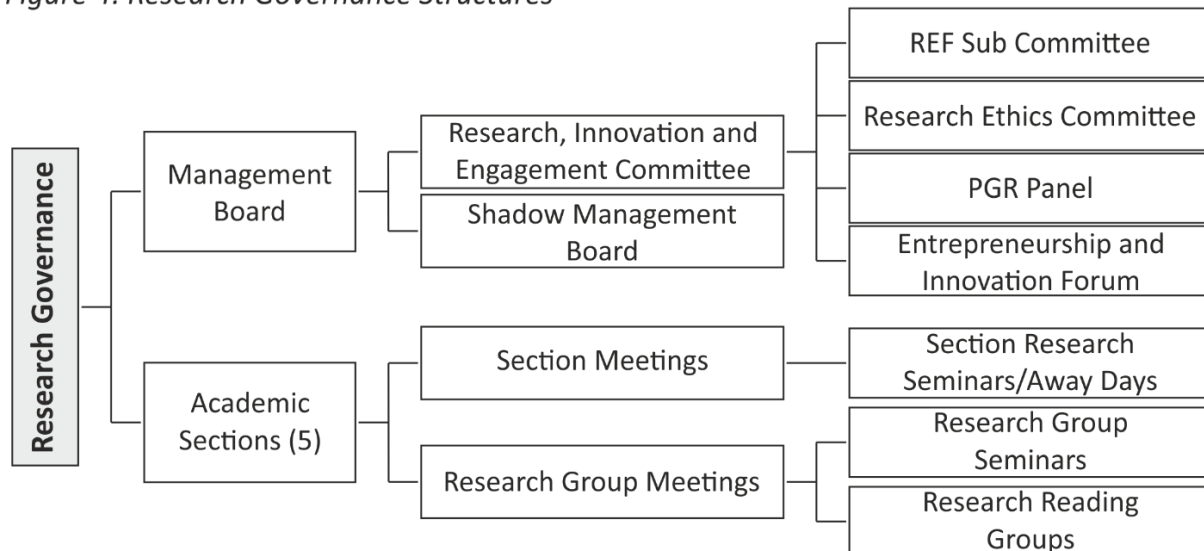 Figure 4: Research Governance Structures
Research Governance
Management
Board
Research, Innovation and
Engagement Committee
Shadow Management
Board
REF Sub Committee
Research Ethics Committee
PGR Panel
Entrepreneurship and
Innovation Forum
Academic
Sections (5)
Section Meetings
Section Research
Seminars/Away Days
Research Group Meetings
Research Group
Seminars
Research Reading
Groups